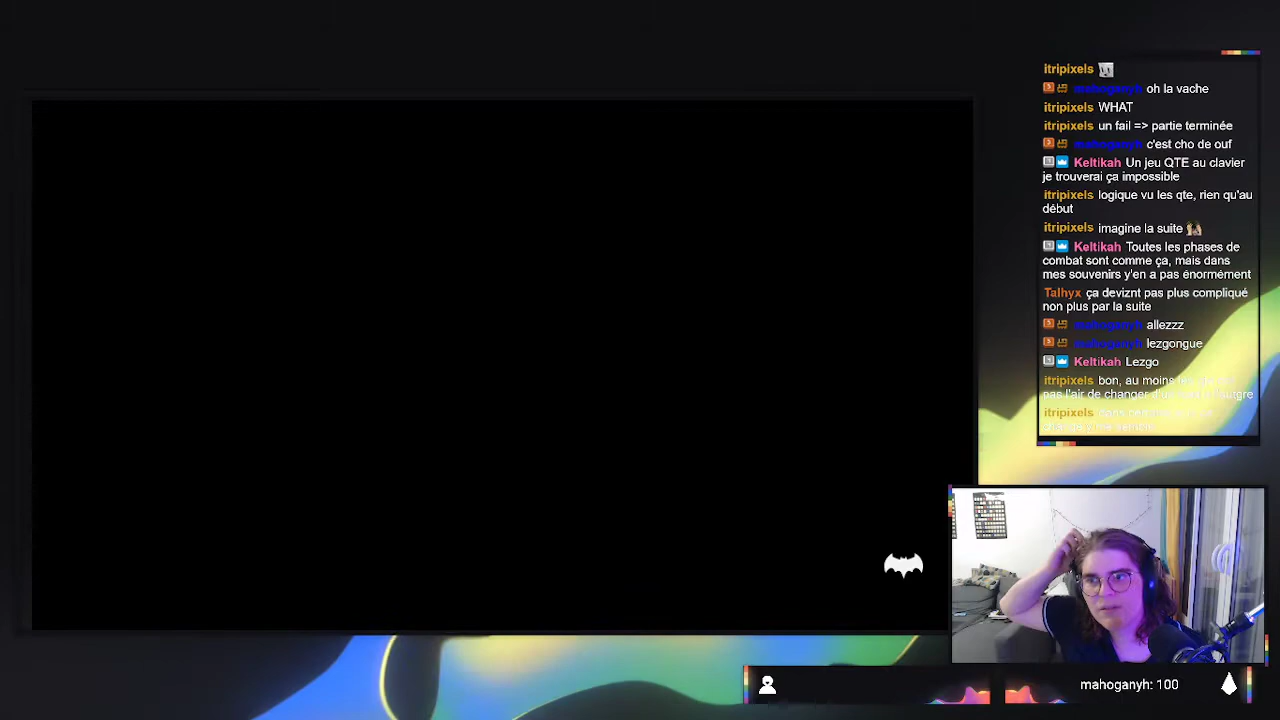 itripixels
mahoganyh oh la vache
itripixels WHAT
itripixels un fail => partie terminée
mahoganyh c'est cho de ouf
Keltikah Un jeu QTE au clavier
je trouverai ça impossible
itripixels logique vu les qte, rien qu'au
début
itripixels imagine la suite
Keltikah Toutes les phases de
combat sont comme ça, mais dans
mes souvenirs y'en a pas énormément
Talhyx ça deviznt pas plus compliqué
non plus par la suite
mahoganyh allezzz
mahoganyh lezgongue
Keltikah Lezgo
itripixels bon, au moins
pas l'air de changer
itripixels
mahoganyh: 100